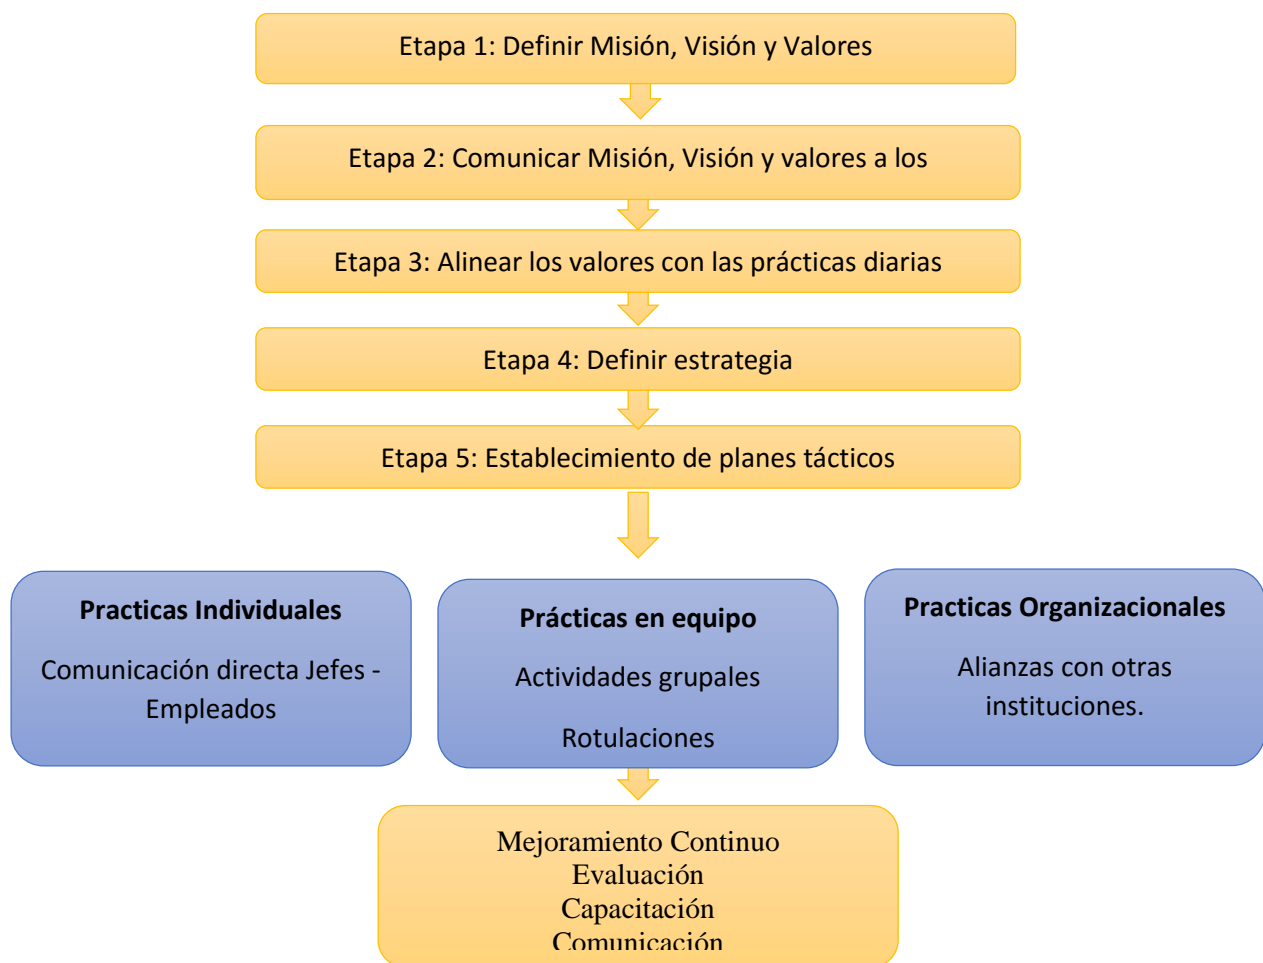 Etapa 1: Definir Misión, Visión y Valores
Etapa 2: Comunicar Misión, Visión y valores a los
Etapa 3: Alinear los valores con las prácticas diarias
Etapa 4: Definir estrategia
Etapa 5: Establecimiento de planes tácticos
Practicas Individuales
Comunicación directa Jefes -
Empleados
Prácticas en equipo
Actividades grupales
Rotulaciones
Practicas Organizacionales
Alianzas con otras
instituciones.
Mejoramiento Continuo
Evaluación
Capacitación
Comunicación